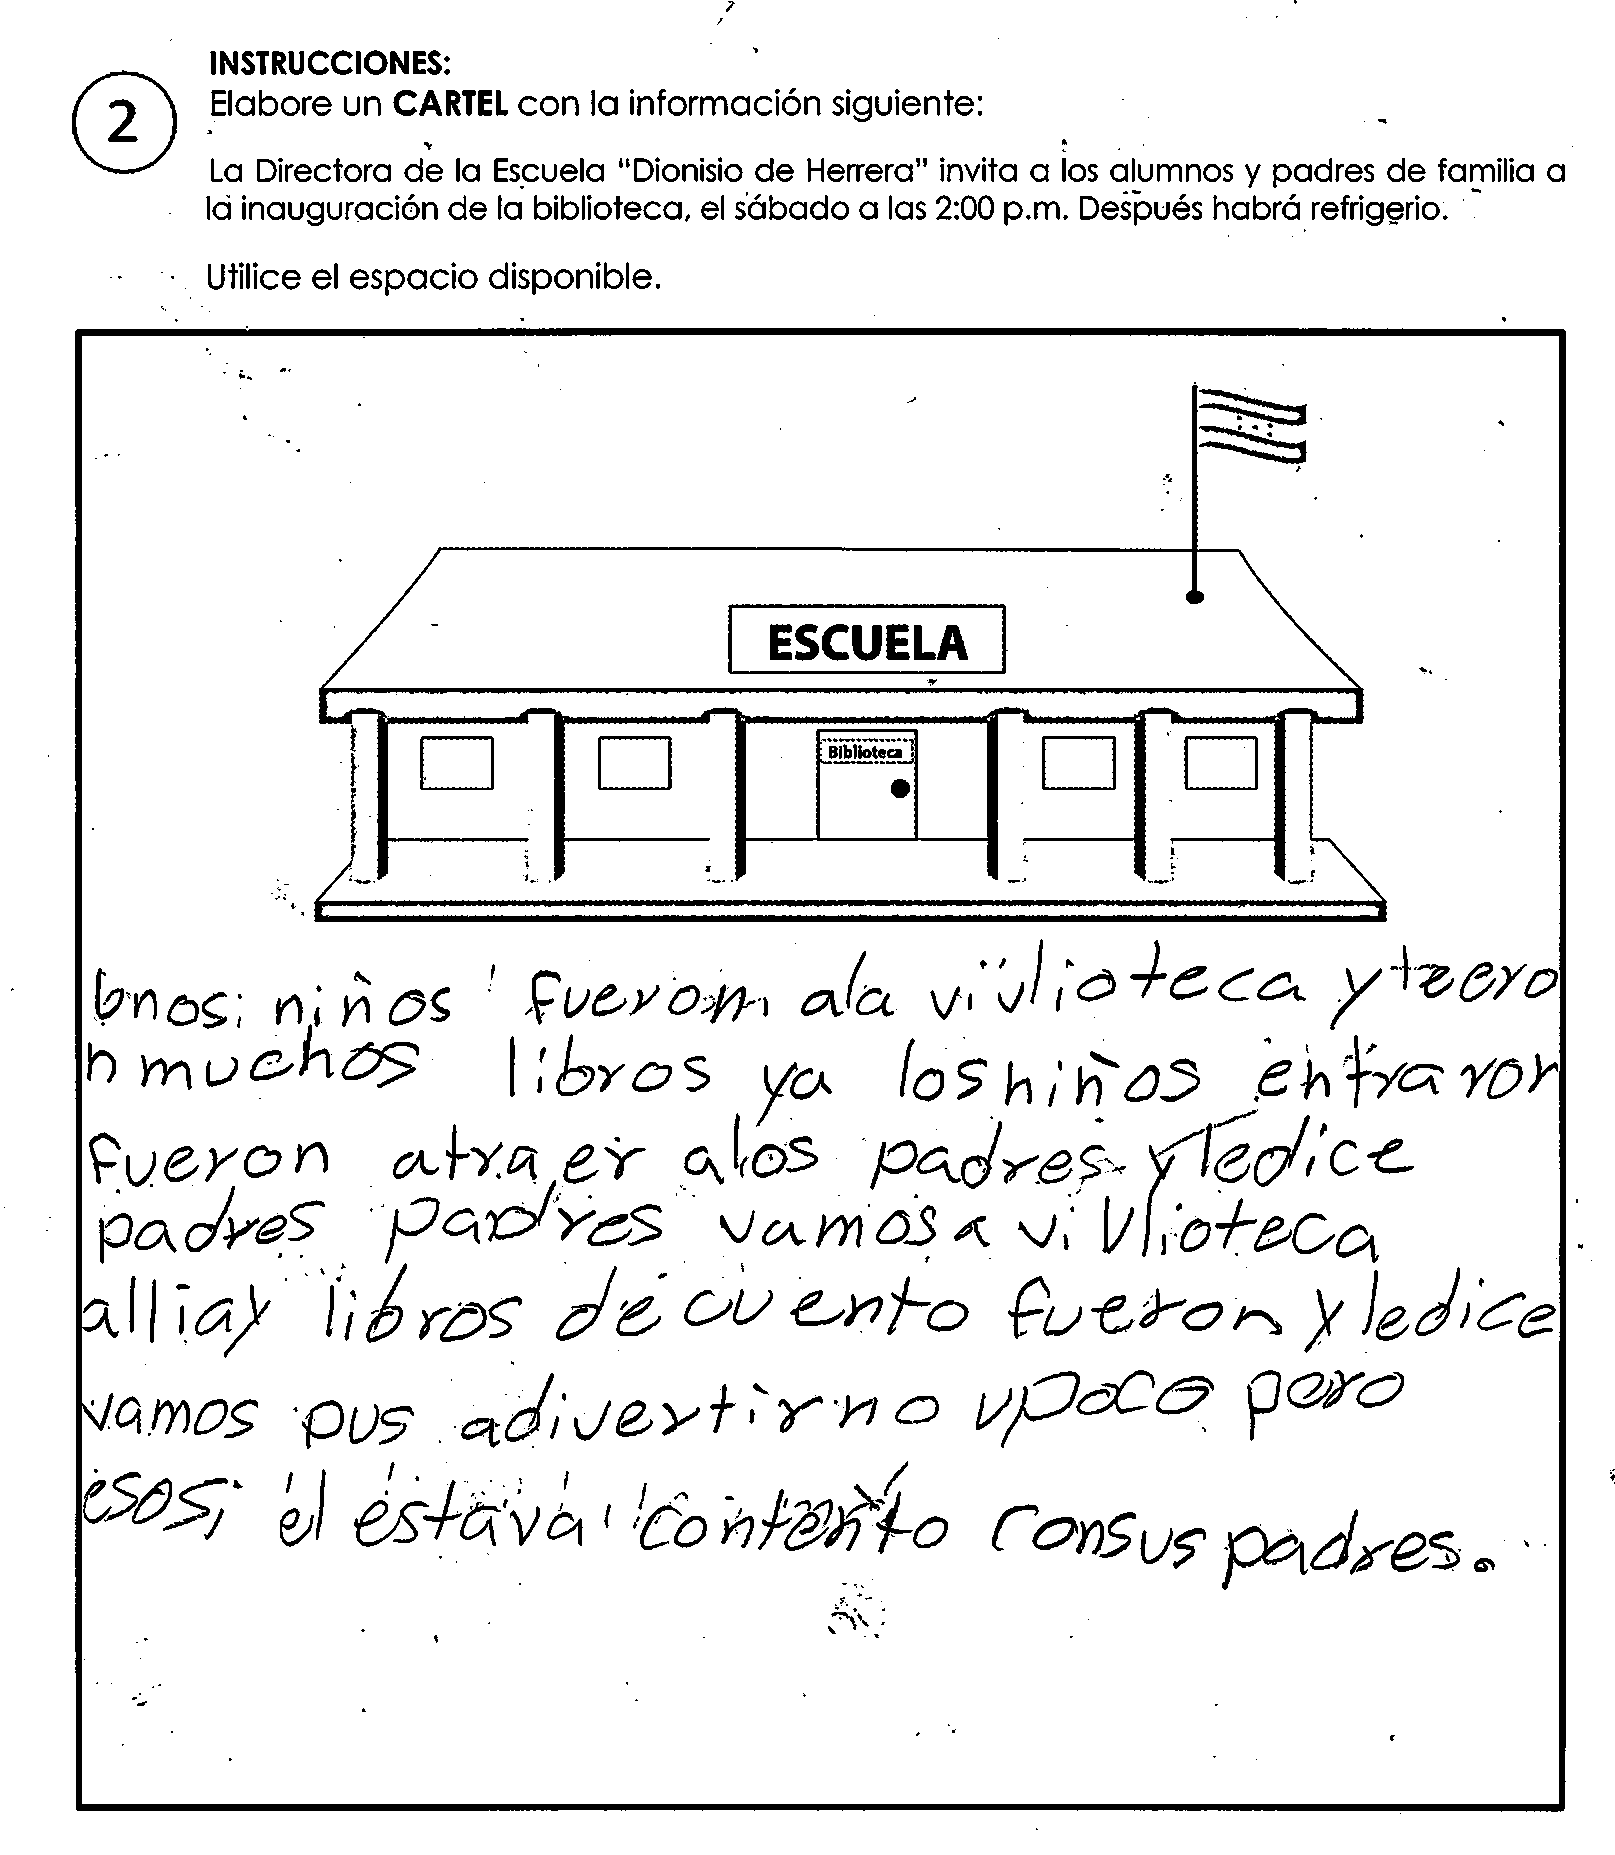 INSTRUCCIONES:
2
Elabore un CARTEL con la información siguiente:
La Directora de la Escuela "Dionisio de Herrera" invita a los alumnos y padres de familia a
la inauguración de la biblioteca, el sábado a las 2:00 p.m. Después habrá refrigerio.
Utilice el espacio disponible.
ESCUELA
Biblioteca
unos niños fuerom ala vivlioteca y
n muchos libros ya los niños entraron
fueron atraer alos padres y ledice
padres padres vamos a vivlioteca
alliay libros de cuento fueron y ledice
vamos pus adivertirno upoco pero
esosi el estava contento consus padres.